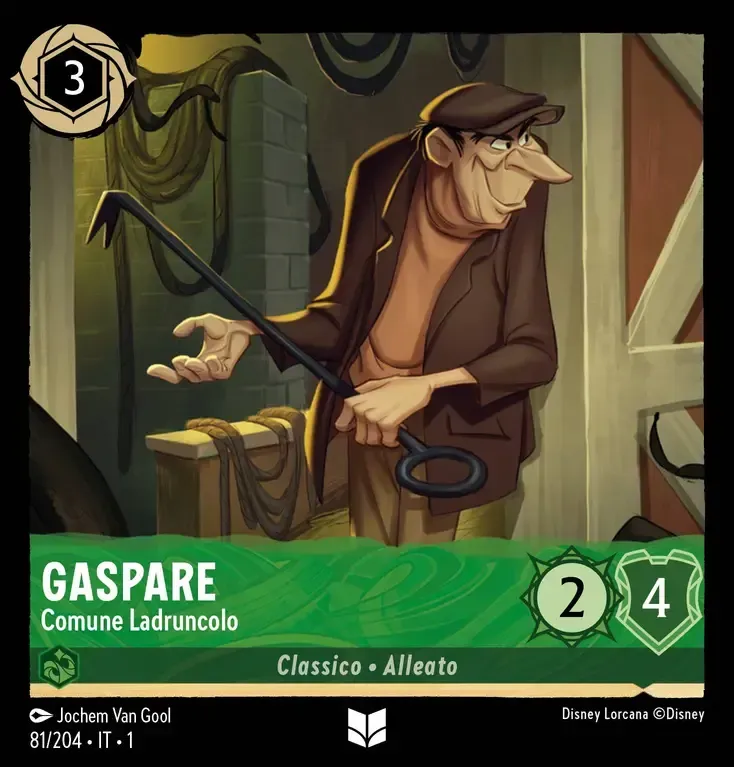 3
GASPARE
Comune Ladruncolo
2
4
Classico • Alleato
Jochem Van Gool
Disney Lorcana ©Disney
81/204 • IT • 1